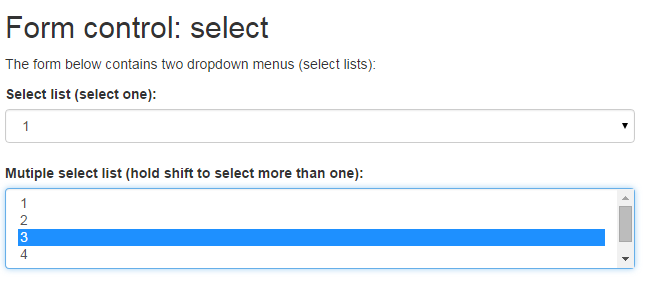 Form control: select
The form below contains two dropdown menus (select lists):
Select list (select one):
1
Mutiple select list (hold shift to select more than one):
1
2
3
4